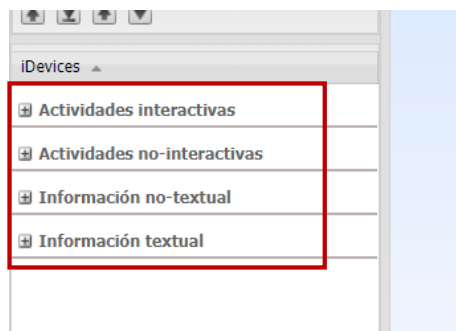 iDevices
Actividades interactivas
Actividades no-interactivas
Información no-textual
Información textual